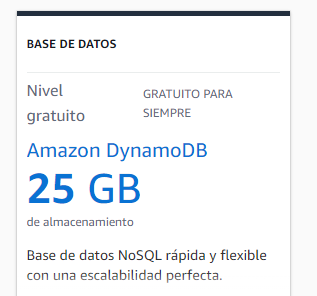 BASE DE DATOS
Nivel gratuito
GRATUITO PARA SIEMPRE
Amazon DynamoDB
25 GB
de almacenamiento
Base de datos NoSQL rápida y flexible
con una escalabilidad perfecta.